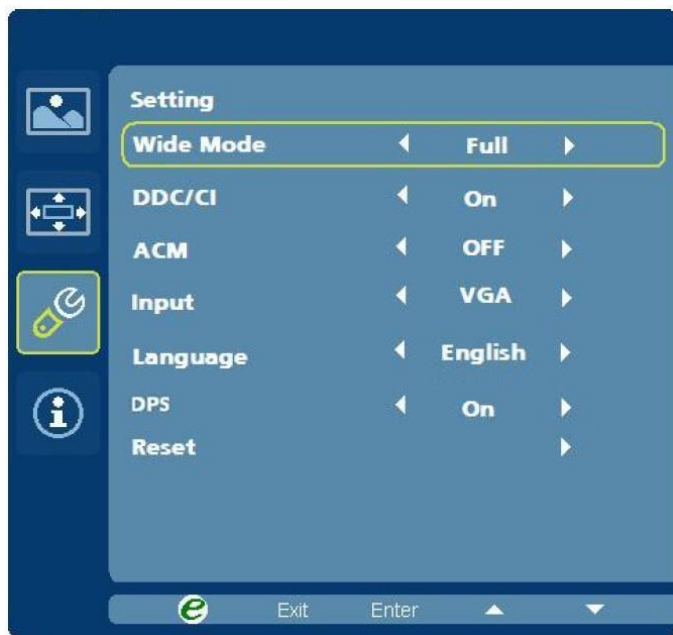 Setting
Wide Mode Full
DDC/CI On
ACM OFF
Input VGA
Language English
DPS On
Reset
e Exit Enter